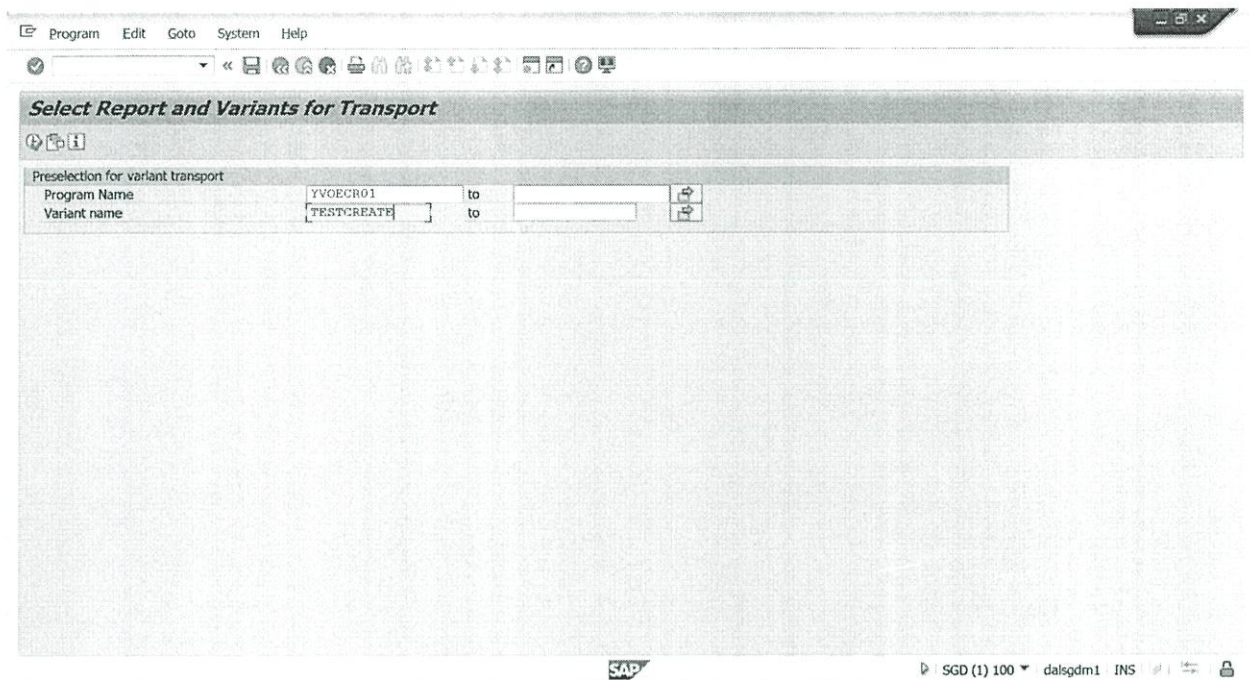 Program Edit Goto System Help
Select Report and Variants for Transport
Preselection for variant transport
Program Name YVOECR01 to
Variant name TESTCREATE to
SAP SGD (1) 100 dalsgdm1 INS